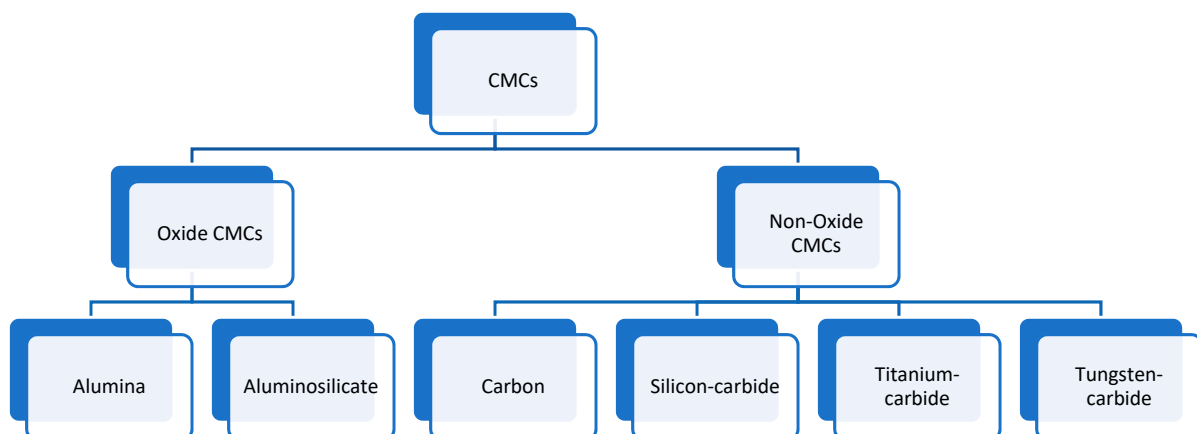 CMCs
Oxide CMCs
Non-Oxide
CMCs
Alumina
Aluminosilicate
Carbon
Silicon-carbide
Titanium-
carbide
Tungsten-
carbide